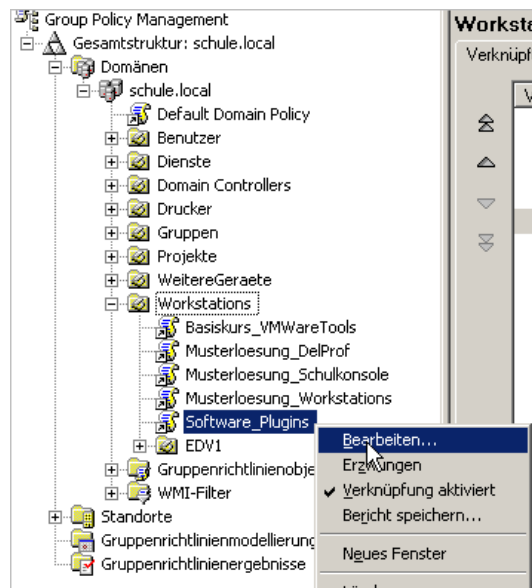 Group Policy Management
Gesamtstruktur: schule.local
Domänen
schule.local
Default Domain Policy
Benutzer
Dienste
Domain Controllers
Drucker
Gruppen
Projekte
WeitereGeraete
Workstations
Basiskurs_VMWareTools
Musterloesung_DelProf
Musterloesung_Schulkonsole
Musterloesung_Workstations
Software_Plugins
EDV1
Gruppenrichtlinienobje
WMI-Filter
Standorte
Gruppenrichtlinienmodellierung
Gruppenrichtlinienergebnisse
Worksta
Verknüpf
V
Bearbeiten...
Erzwungen
Verknüpfung aktiviert
Bericht speichern...
Neues Fenster